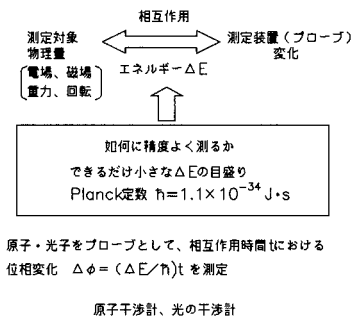 相互作用
測定対象
物理量
電場、磁場
重力、回転
エネルギーΔE
測定装置(プローブ)
変化
如何に精度よく測るか
できるだけ小さなΔEの目盛り
Planck定数 ħ=1.1×10⁻³⁴J・s
原子・光子をプローブとして、相互作用時間tにおける
位相変化 Δφ=(ΔE/ħ)t を測定
原子干渉計、光の干渉計